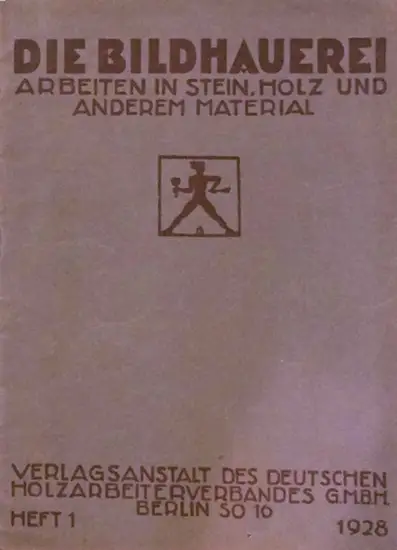 DIE BILDHAUEREI
ARBEITEN IN STEIN, HOLZ UND
ANDEREM MATERIAL
VERLAGSANSTALT DES DEUTSCHEN
HOLZARBEITERVERBANDES G.M.B.H.
BERLIN SO 16
HEFT 1
1928